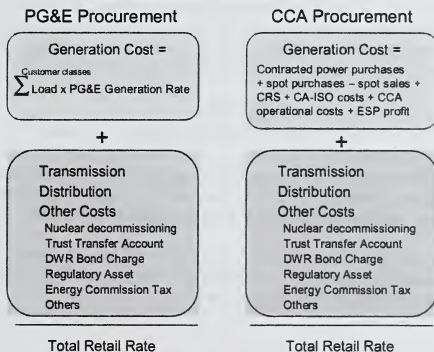 PG&E Procurement
Generation Cost =
Customer classes
∑ Load x PG&E Generation Rate
+
Transmission
Distribution
Other Costs
Nuclear decommissioning
Trust Transfer Account
DWR Bond Charge
Regulatory Asset
Energy Commission Tax
Others
Total Retail Rate
CCA Procurement
Generation Cost =
Contracted power purchases
+ spot purchases – spot sales +
CRS + CA-ISO costs + CCA
operational costs + ESP profit
+
Transmission
Distribution
Other Costs
Nuclear decommissioning
Trust Transfer Account
DWR Bond Charge
Regulatory Asset
Energy Commission Tax
Others
Total Retail Rate